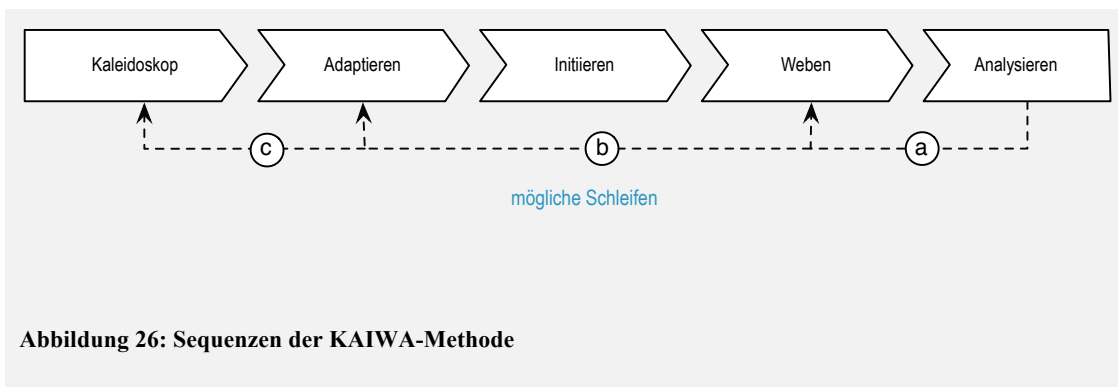 Kaleidoskop Adaptieren Initiieren Weben Analysieren
c b a
mögliche Schleifen
Abbildung 26: Sequenzen der KAIWA-Methode